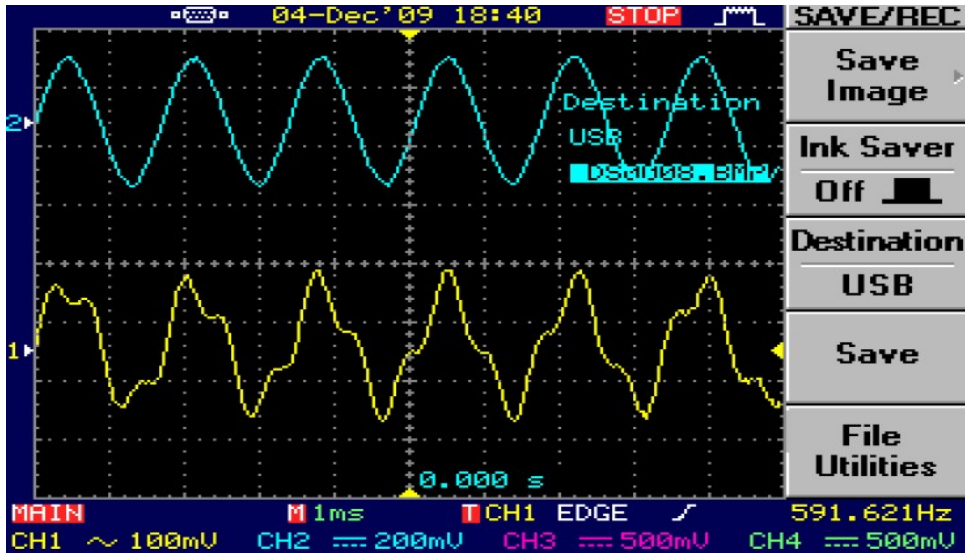 04-Dec'09 18:40 STOP SAVE/REC
Save
Image
Destination
USB
Ink Saver
Off
2
Destination
USB
1
Save
File
Utilities
0.000 s
MAIN M 1ms T CH1 EDGE 591.621Hz
CH1 ~ 100mV CH2 200mV CH3 500mV CH4 500mV